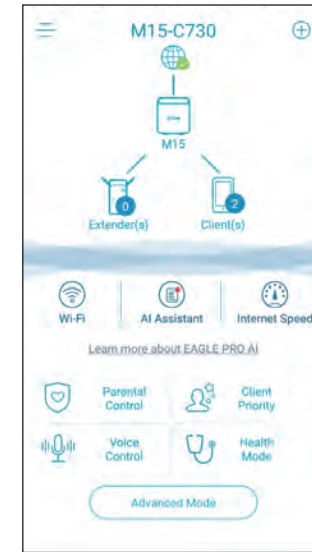 M15-C730
M15
0
2
Extender(s) Client(s)
Wi-Fi AI Assistant Internet Speed
Learn more about EAGLE PRO AI
Parental Client
Control Priority
Voice Health
Control Mode
Advanced Mode